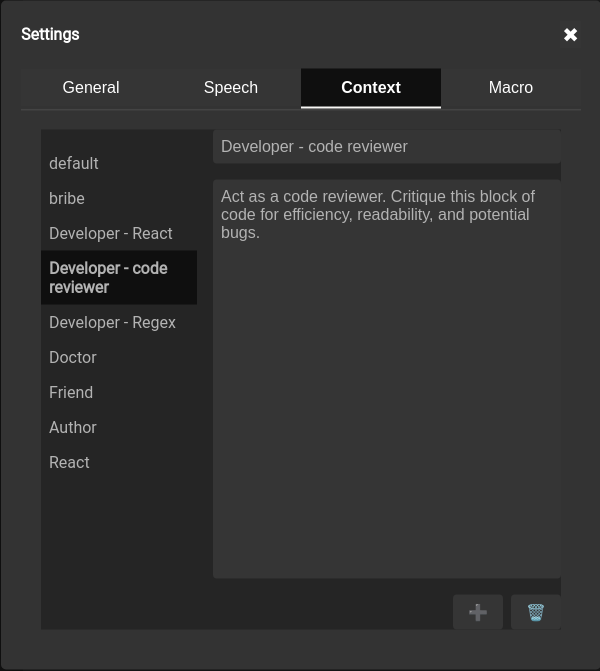 Settings
✖
General Speech Context Macro
default
bribe
Developer - React
Developer - code
reviewer
Developer - Regex
Doctor
Friend
Author
React
Developer - code reviewer
Act as a code reviewer. Critique this block of
code for efficiency, readability, and potential
bugs.